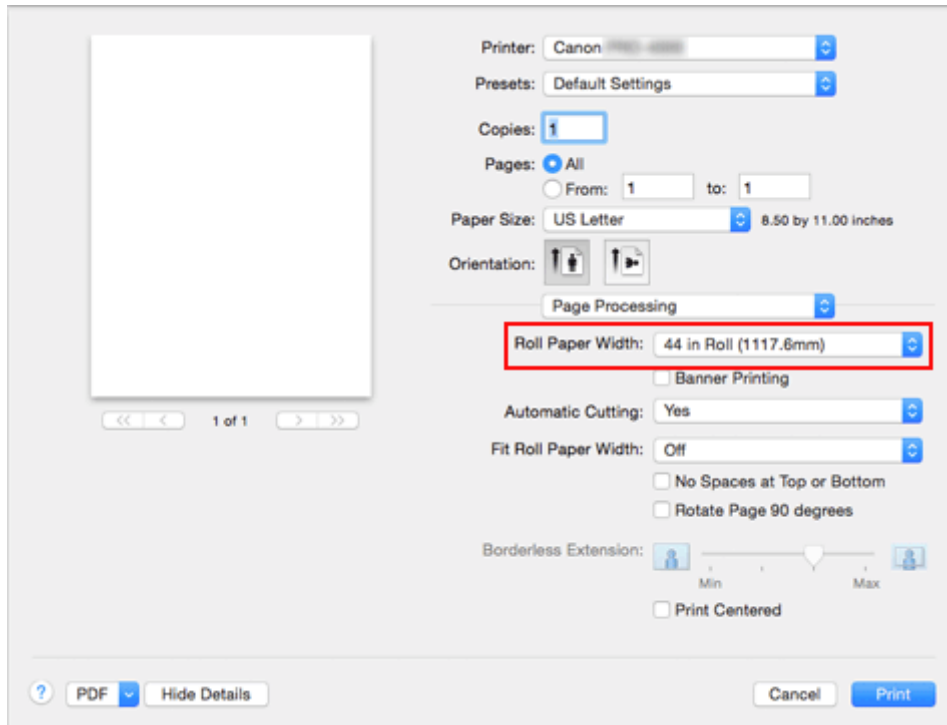 Printer: Canon
Presets: Default Settings
Copies: 1
Pages: All
From: 1 to: 1
Paper Size: US Letter 8.50 by 11.00 inches
Orientation:
Page Processing
Roll Paper Width: 44 in Roll (1117.6mm)
Banner Printing
1 of 1
Automatic Cutting: Yes
Fit Roll Paper Width: Off
No Spaces at Top or Bottom
Rotate Page 90 degrees
Borderless Extension:
Min Max
Print Centered
? PDF Hide Details Cancel Print